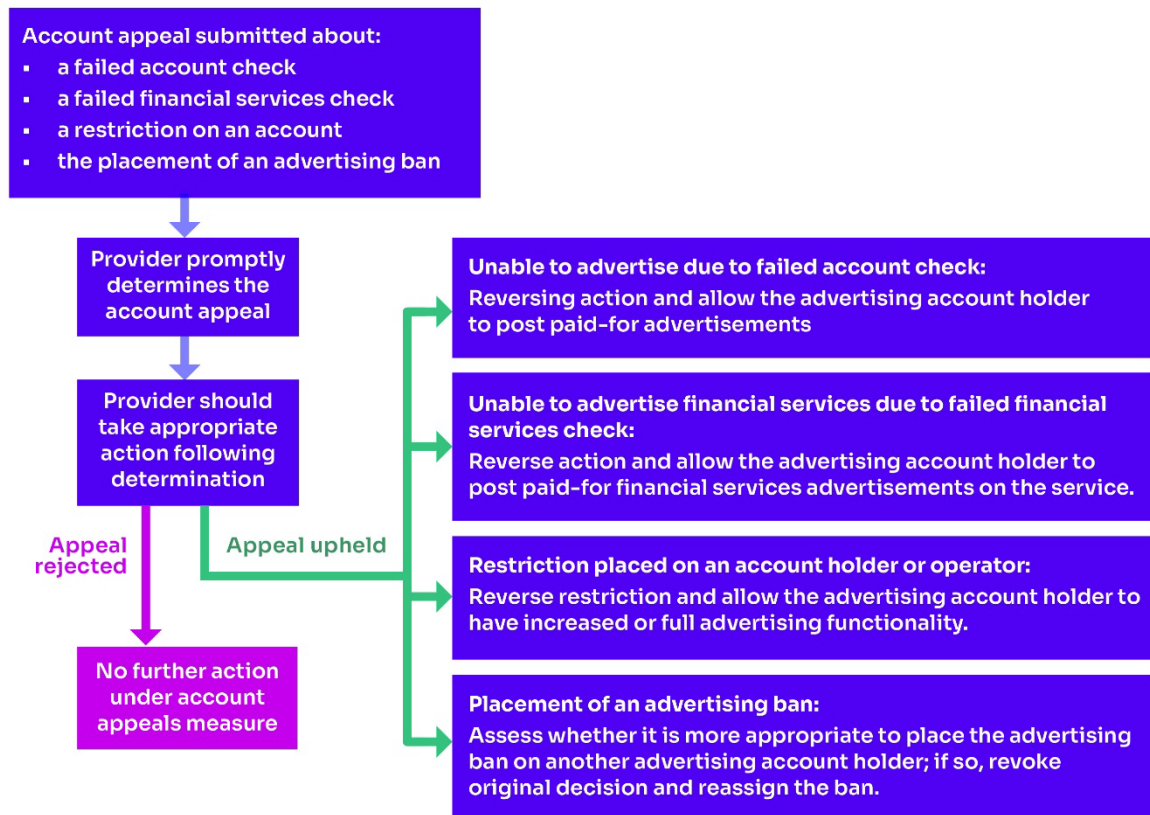 Account appeal submitted about:
▪ a failed account check
▪ a failed financial services check
▪ a restriction on an account
▪ the placement of an advertising ban
Provider promptly
determines the
account appeal
Provider should
take appropriate
action following
determination
Appeal
rejected
Appeal upheld
No further action
under account
appeals measure
Unable to advertise due to failed account check:
Reversing action and allow the advertising account holder
to post paid-for advertisements
Unable to advertise financial services due to failed financial
services check:
Reverse action and allow the advertising account holder to
post paid-for financial services advertisements on the service.
Restriction placed on an account holder or operator:
Reverse restriction and allow the advertising account holder to
have increased or full advertising functionality.
Placement of an advertising ban:
Assess whether it is more appropriate to place the advertising
ban on another advertising account holder; if so, revoke
original decision and reassign the ban.